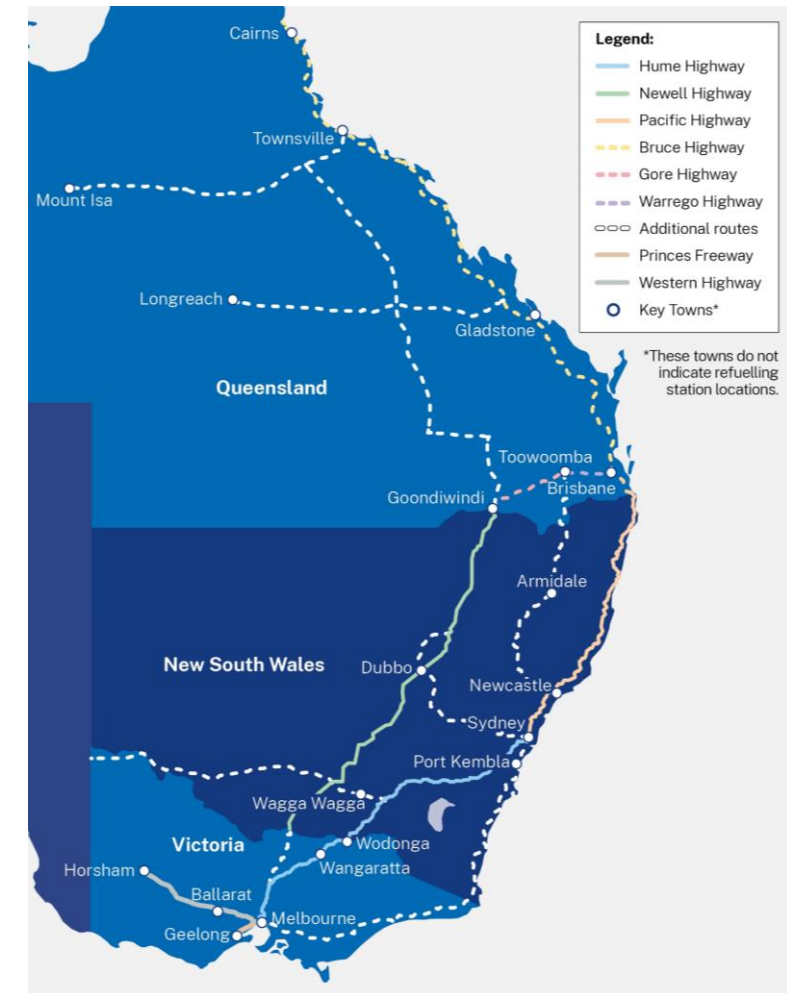 Cairns
Townsville
Mount Isa
Longreach
Gladstone
Queensland
Toowoomba
Brisbane
Goondiwindi
Armidale
New South Wales
Dubbo
Newcastle
Sydney
Port Kembla
Wagga Wagga
Victoria
Wodonga
Wangaratta
Horsham
Ballarat
Melbourne
Geelong
Legend:
Hume Highway
Newell Highway
Pacific Highway
Bruce Highway
Gore Highway
Warrego Highway
Additional routes
Princes Freeway
Western Highway
Key Towns*
*These towns do not
indicate refuelling
station locations.